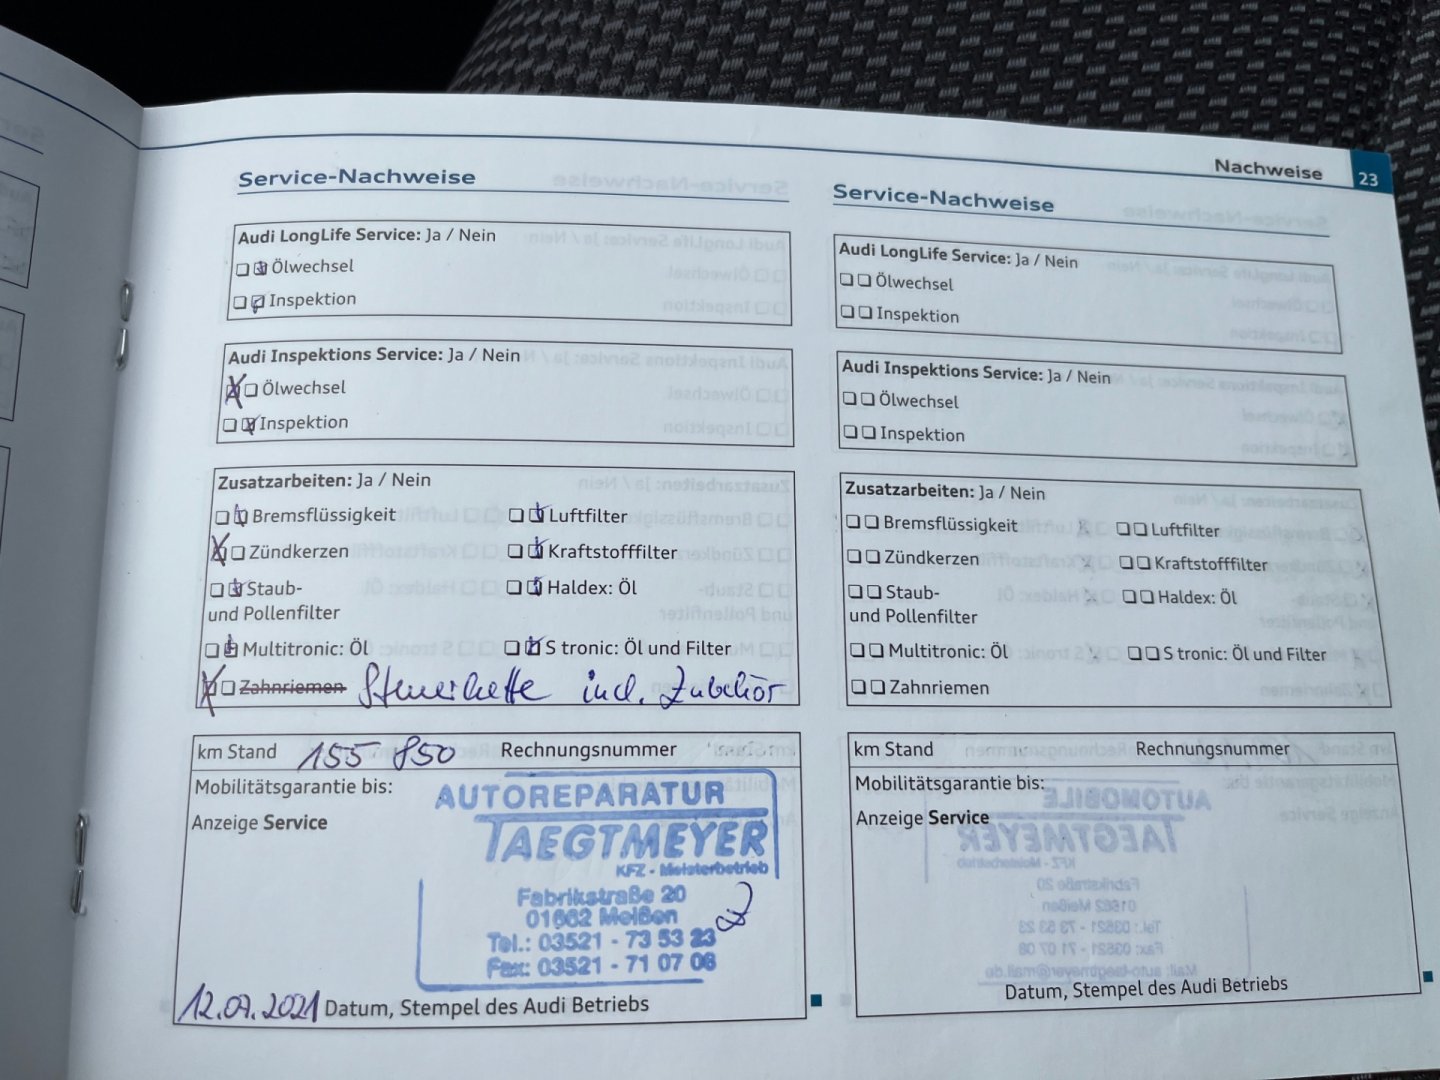 Nachweise 23
Service-Nachweise
Audi LongLife Service: Ja / Nein
Ölwechsel
Inspektion
Audi Inspektions Service: Ja / Nein
Ölwechsel
Inspektion
Zusatzarbeiten: Ja / Nein
Bremsflüssigkeit Luftfilter
Zündkerzen Kraftstofffilter
Staub- Haldex: Öl
und Pollenfilter
Multitronic: Öl S tronic: Öl und Filter
Zahnriemen Steuerkette incl. Zubehör
km Stand 155 850 Rechnungsnummer
Mobilitätsgarantie bis:
Anzeige Service
AUTOREPARATUR
TAEGTMEYER
KFZ - Meisterbetrieb
Fabrikstraße 20
01662 Meißen
Tel.: 03521 - 73 53 23
Fax: 03521 - 71 07 08
12.07.2021 Datum, Stempel des Audi Betriebs
Service-Nachweise
Audi LongLife Service: Ja / Nein
Ölwechsel
Inspektion
Audi Inspektions Service: Ja / Nein
Ölwechsel
Inspektion
Zusatzarbeiten: Ja / Nein
Bremsflüssigkeit Luftfilter
Zündkerzen Kraftstofffilter
Staub- Haldex: Öl
und Pollenfilter
Multitronic: Öl S tronic: Öl und Filter
Zahnriemen
km Stand Rechnungsnummer
Mobilitätsgarantie bis:
Anzeige Service
Datum, Stempel des Audi Betriebs